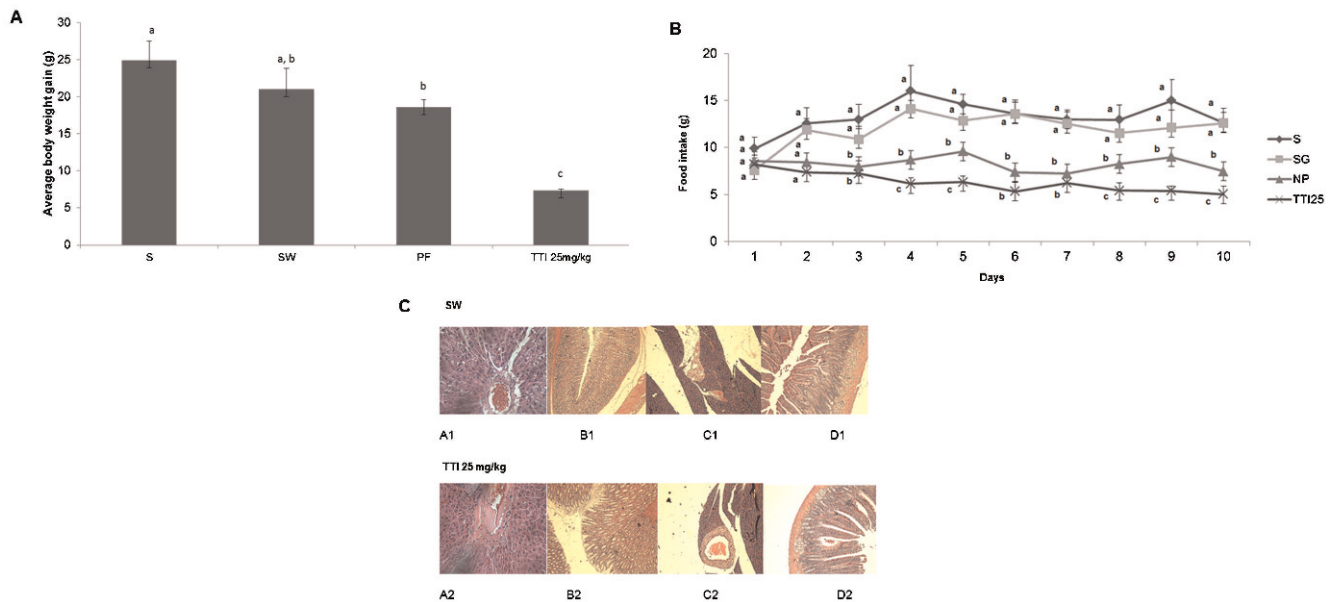 A
Average body weight gain (g)
30
25
20
15
10
5
0
a
a, b
b
c
S
SW
PF
TTI 25mg/kg
B
Food intake (g)
20
15
10
5
0
a a a a a a a a a a
a a a a a a a a a a
a a b b b b b b b b
a a b c c b b c c c
1 2 3 4 5 6 7 8 9 10
Days
S
SG
NP
TTI25
C
SW
A1 B1 C1 D1
TTI 25 mg/kg
A2 B2 C2 D2